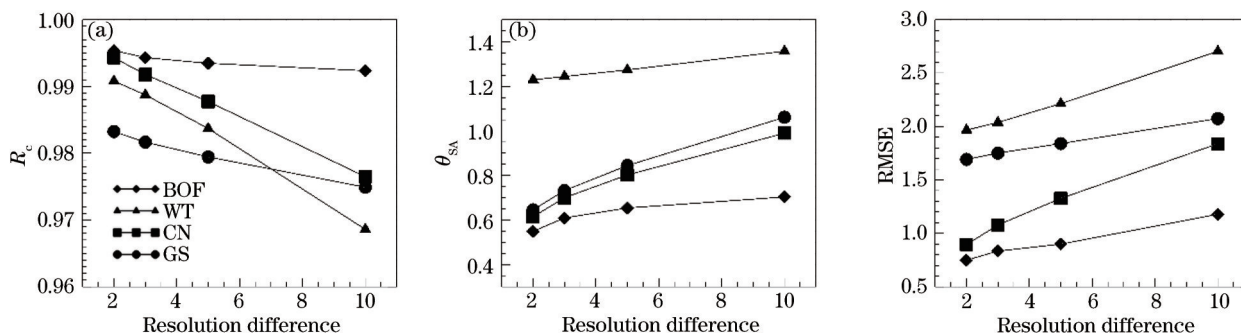 1.00
(a)
0.99
0.98
0.97
0.96
R_c
BOF
WT
CN
GS
2 4 6 8 10
Resolution difference
(b)
1.4
1.2
1.0
0.8
0.6
0.4
θ_SA
2 4 6 8 10
Resolution difference
3.0
2.5
2.0
1.5
1.0
0.5
RMSE
2 4 6 8 10
Resolution difference